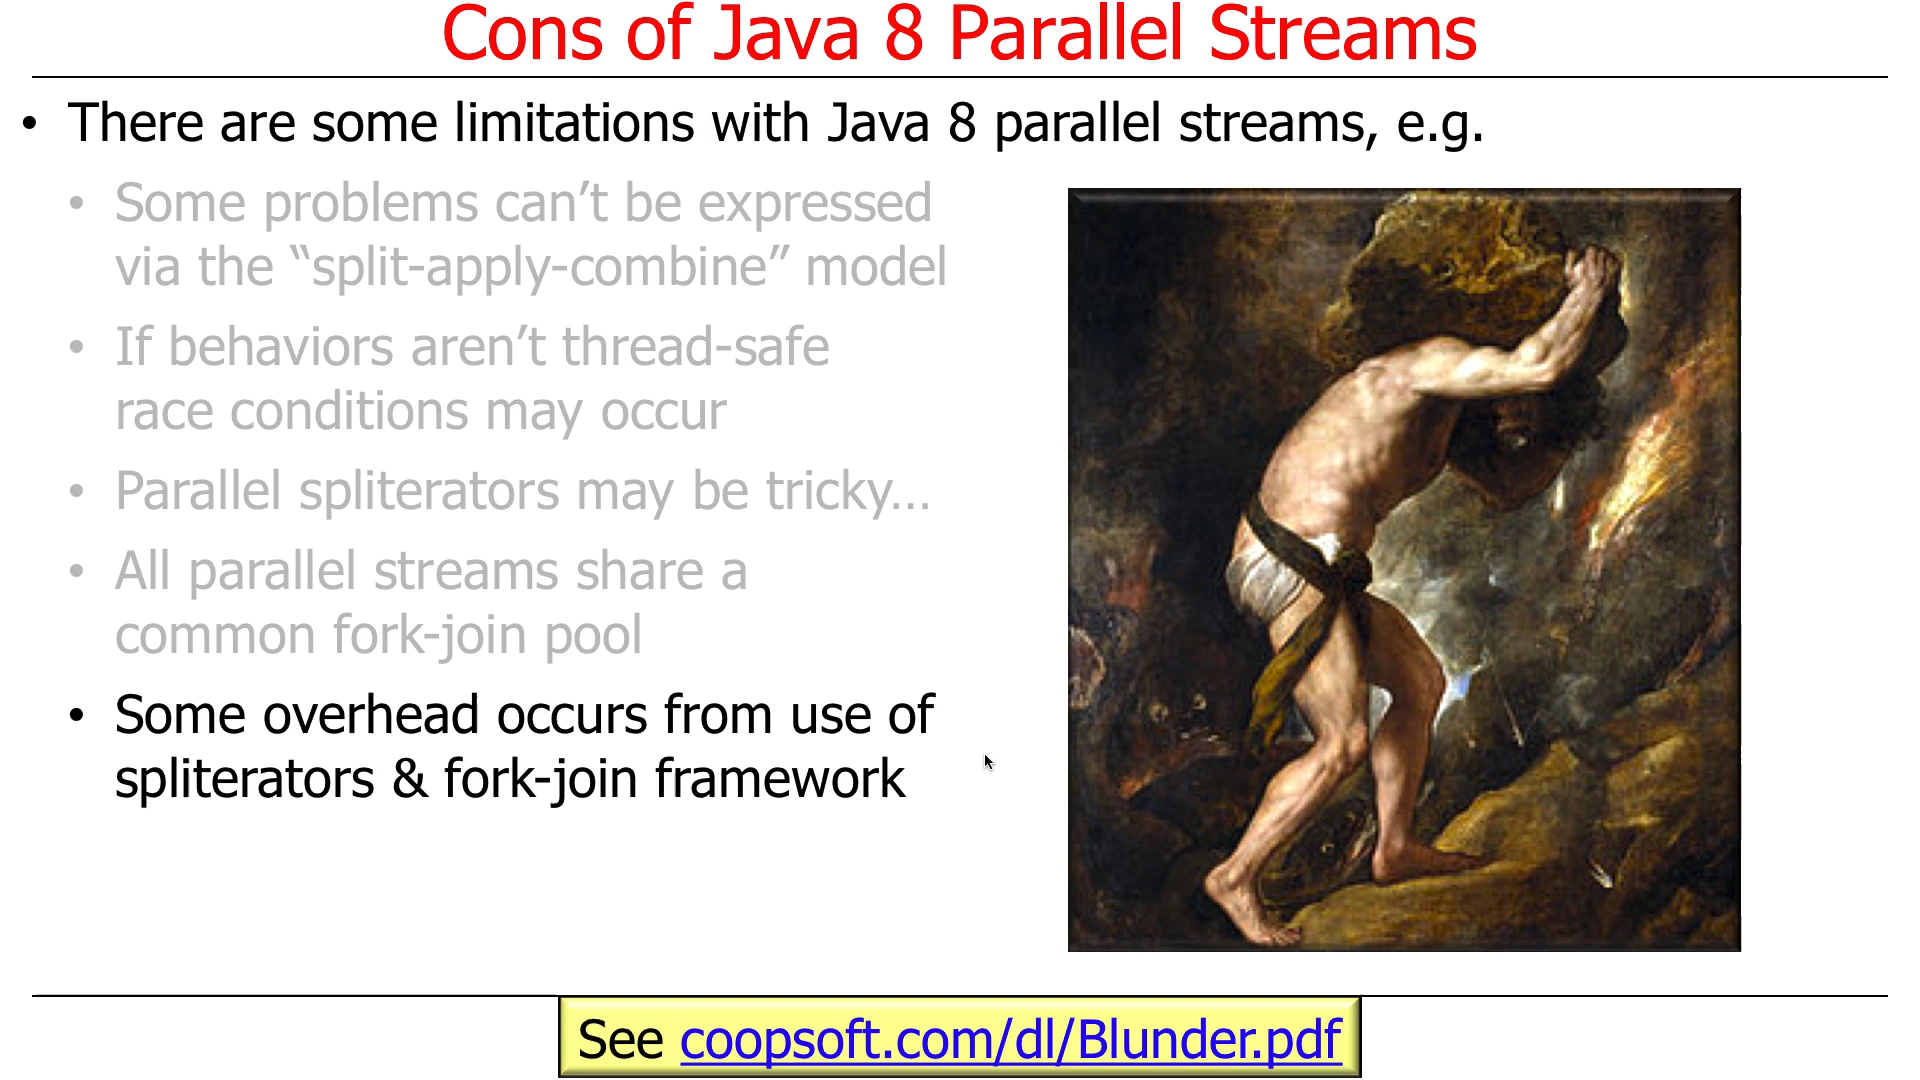 Cons of Java 8 Parallel Streams
• There are some limitations with Java 8 parallel streams, e.g.
• Some problems can’t be expressed
via the “split-apply-combine” model
• If behaviors aren’t thread-safe
race conditions may occur
• Parallel spliterators may be tricky…
• All parallel streams share a
common fork-join pool
• Some overhead occurs from use of
spliterators & fork-join framework
See coopsoft.com/dl/Blunder.pdf